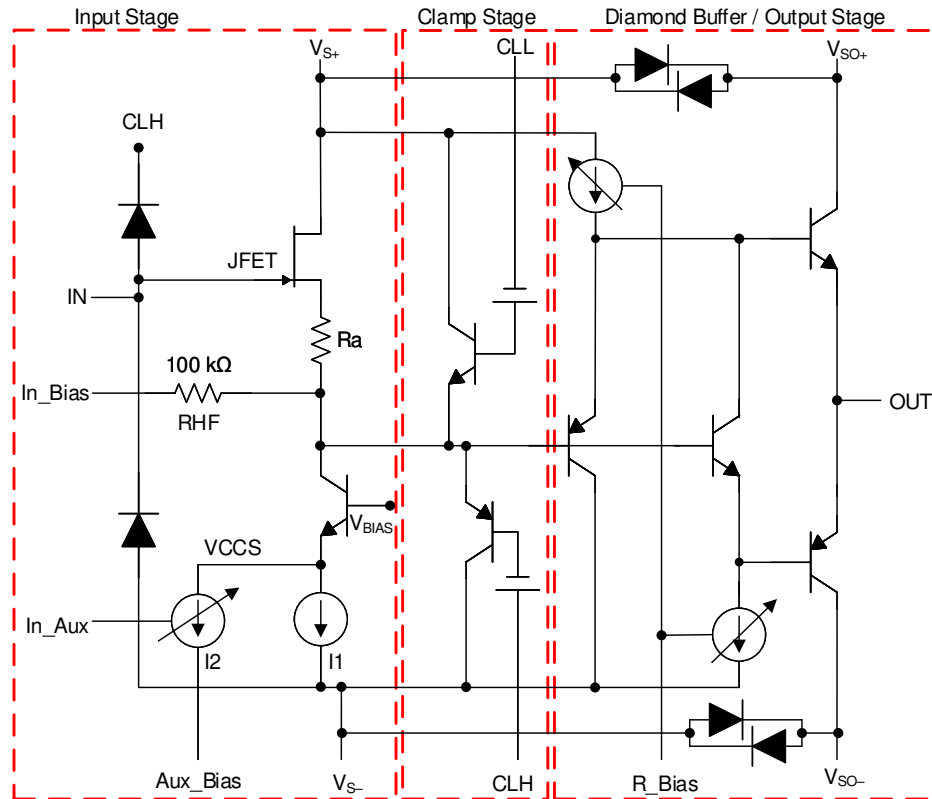 Input Stage
Clamp Stage
Diamond Buffer / Output Stage
VS+
CLL
VSO+
CLH
JFET
IN
Ra
100 kΩ
In_Bias
RHF
OUT
VBIAS
VCCS
In_Aux
I2
I1
Aux_Bias
VS–
CLH
R_Bias
VSO–